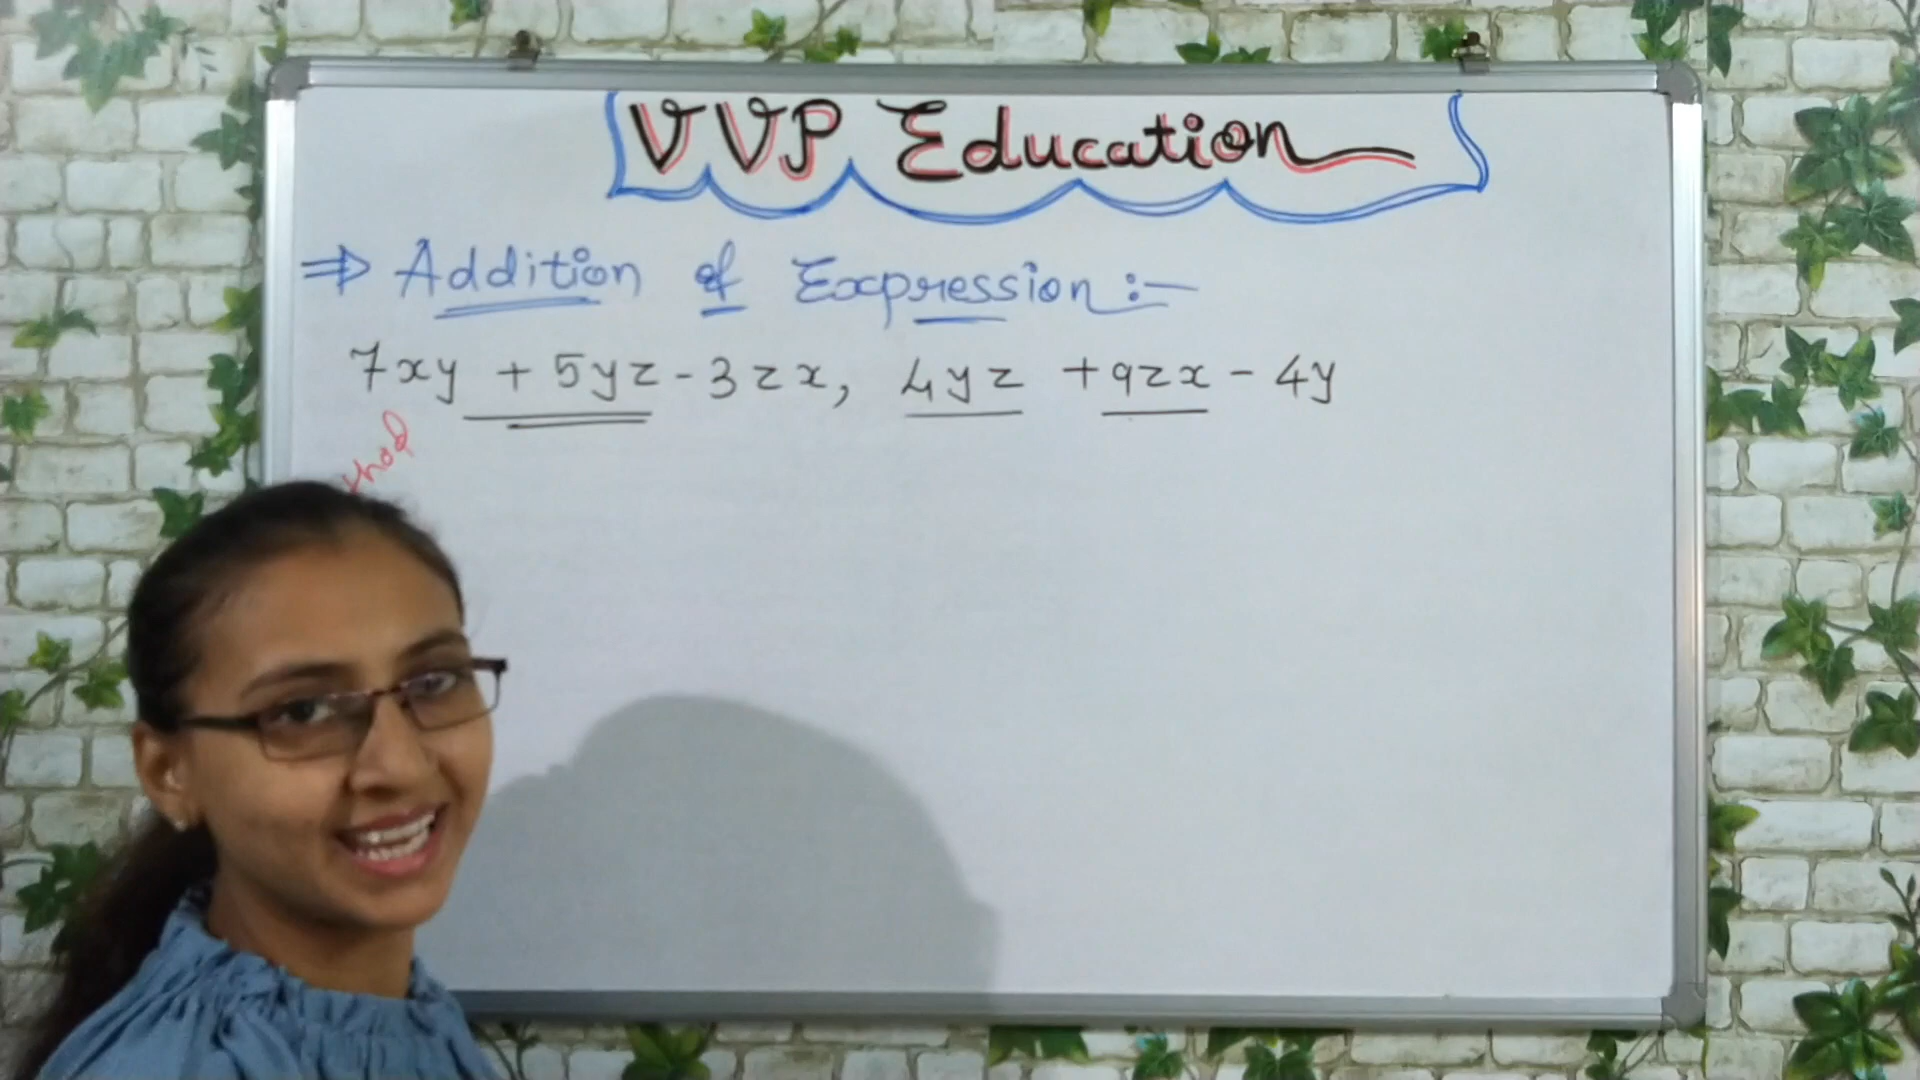 VVP Education
⇒ Addition of Expression :-
7xy + 5yz - 3zx, 4yz + 9zx - 4y